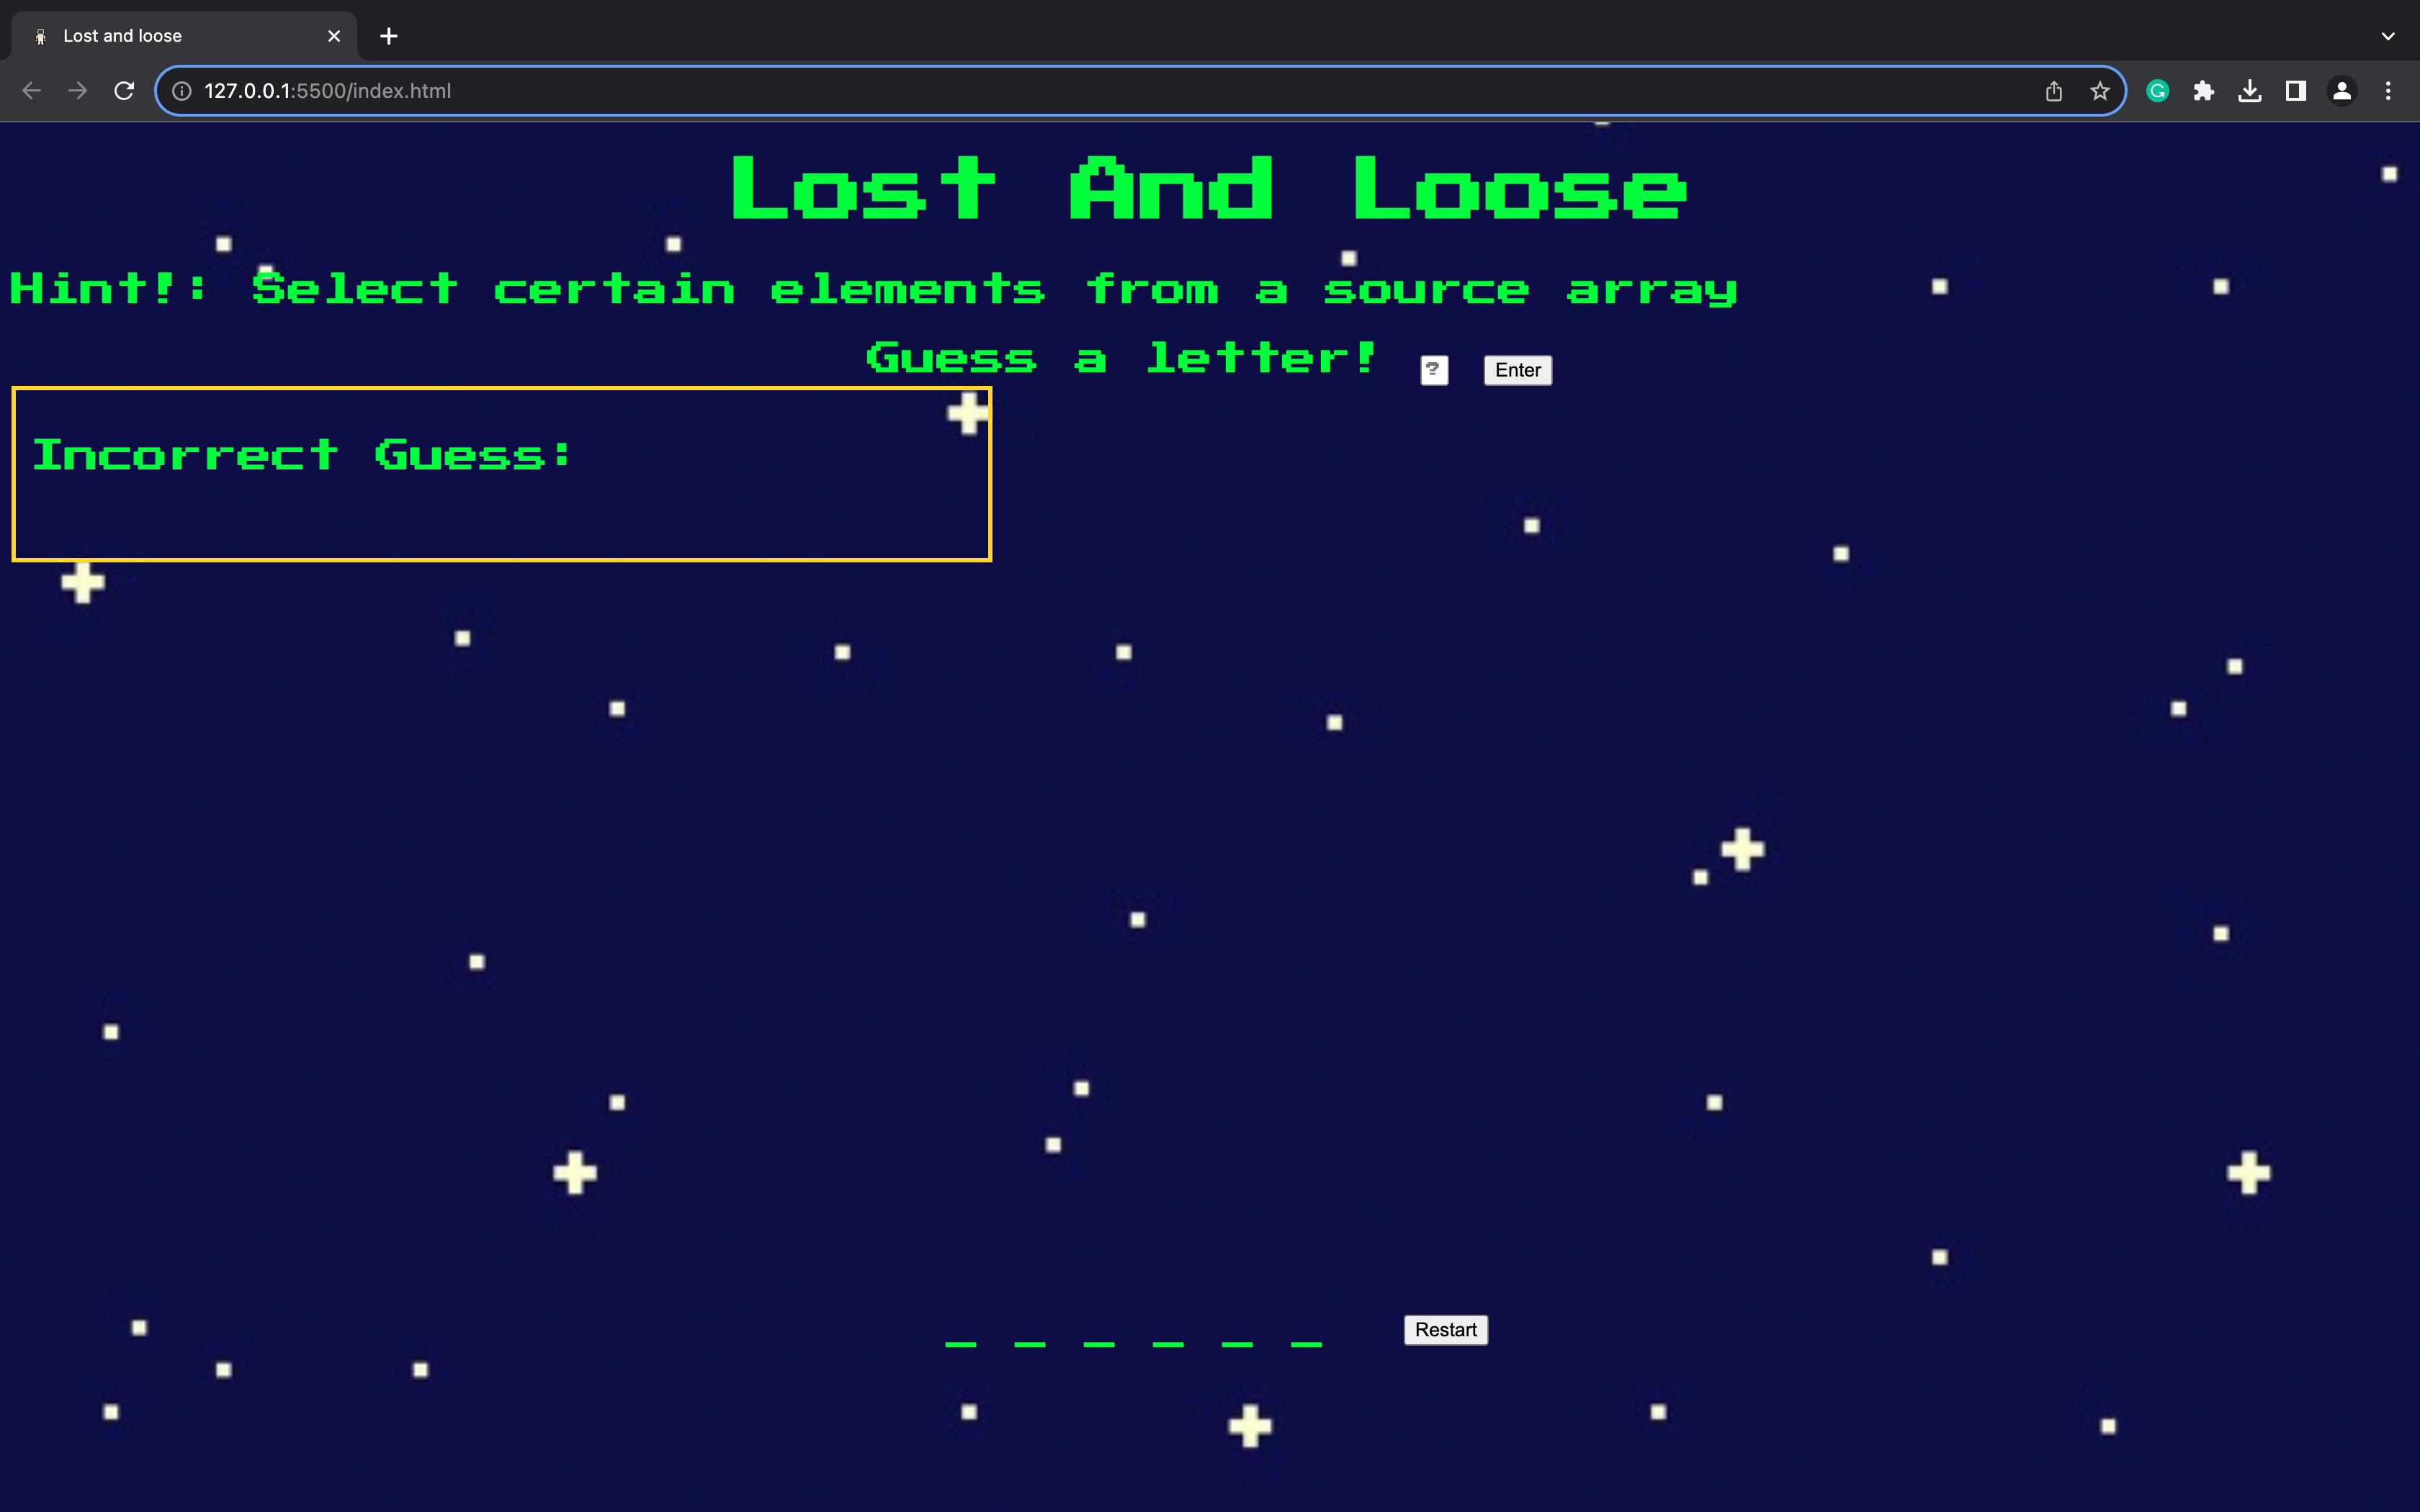 Lost and loose
127.0.0.1:5500/index.html
Lost And Loose
Hint!: Select certain elements from a source array
Guess a letter! ? Enter
Incorrect Guess:
_ _ _ _ _ _ Restart